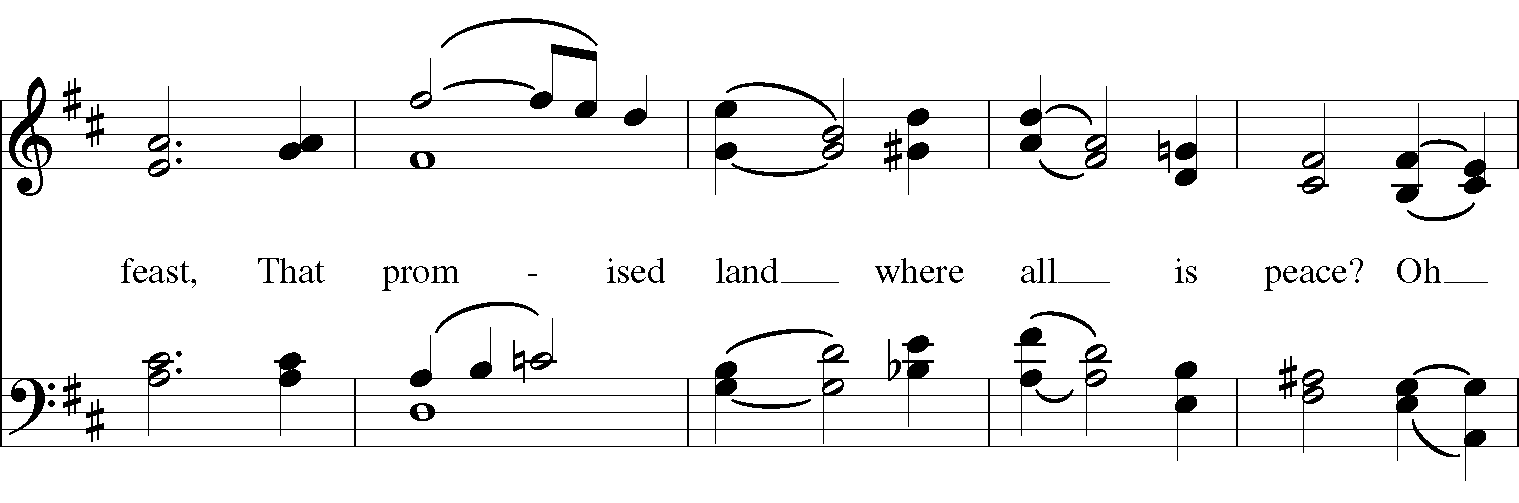 feast, That prom - ised land where all is peace? Oh